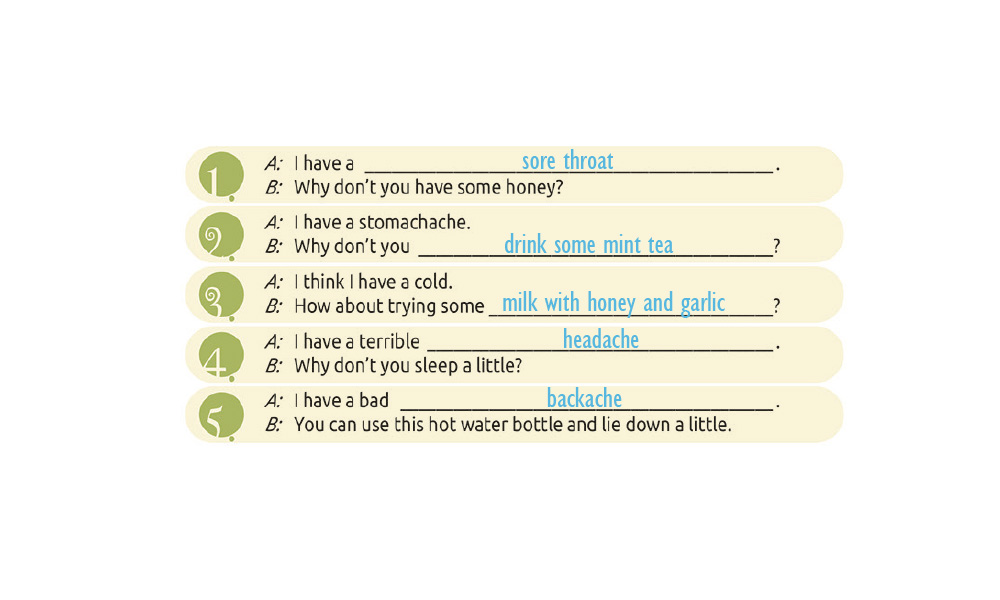 1. A: I have a sore throat.
B: Why don't you have some honey?
2. A: I have a stomachache.
B: Why don't you drink some mint tea?
3. A: I think I have a cold.
B: How about trying some milk with honey and garlic?
4. A: I have a terrible headache.
B: Why don't you sleep a little?
5. A: I have a bad backache.
B: You can use this hot water bottle and lie down a little.